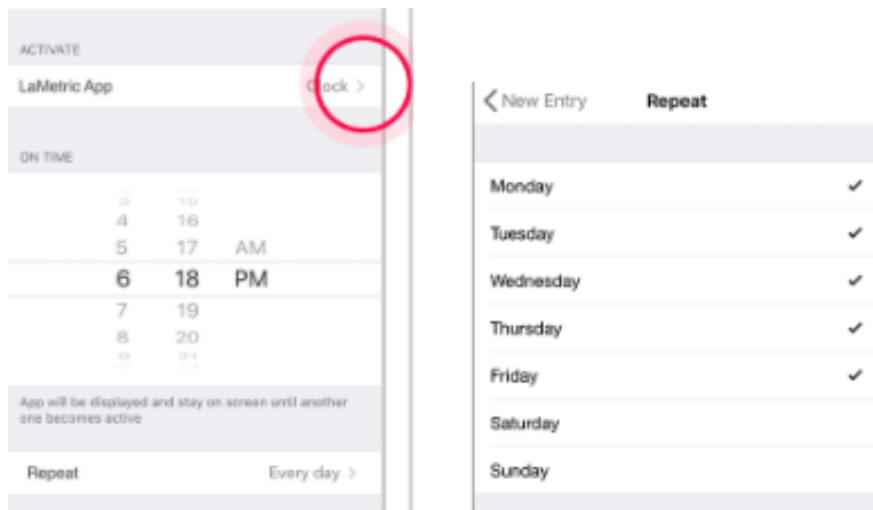 ACTIVATE
LaMetric App Clock >
ON TIME
4 16
5 17 AM
6 18 PM
7 19
8 20
9 21
App will be displayed and stay on screen until another
one becomes active
Repeat Every day >
< New Entry Repeat
Monday ✓
Tuesday ✓
Wednesday ✓
Thursday ✓
Friday ✓
Saturday
Sunday